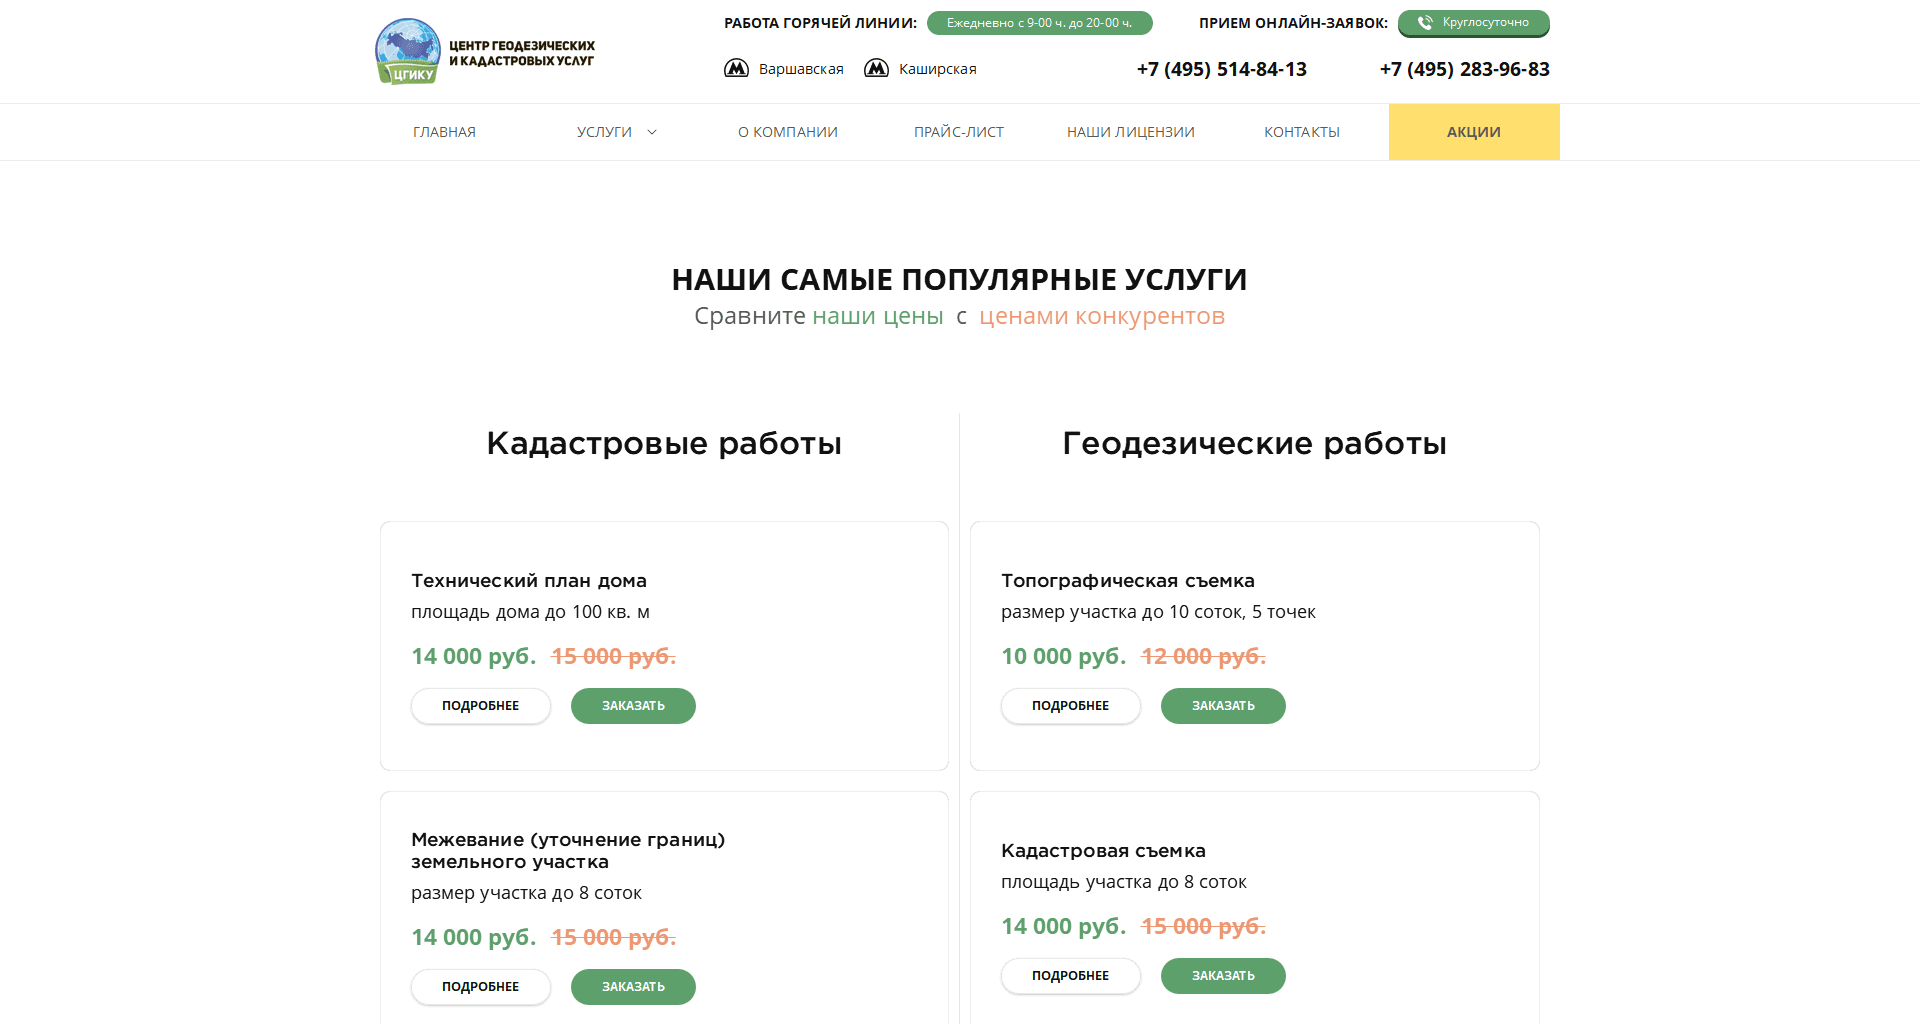 ЦГИКУ
ЦЕНТР ГЕОДЕЗИЧЕСКИХ
И КАДАСТРОВЫХ УСЛУГ
РАБОТА ГОРЯЧЕЙ ЛИНИИ: Ежедневно с 9-00 ч. до 20-00 ч.
ПРИЕМ ОНЛАЙН-ЗАЯВОК: Круглосуточно
Варшавская Каширская
+7 (495) 514-84-13 +7 (495) 283-96-83
ГЛАВНАЯ УСЛУГИ О КОМПАНИИ ПРАЙС-ЛИСТ НАШИ ЛИЦЕНЗИИ КОНТАКТЫ АКЦИИ
НАШИ САМЫЕ ПОПУЛЯРНЫЕ УСЛУГИ
Сравните наши цены с ценами конкурентов
Кадастровые работы
Технический план дома
площадь дома до 100 кв. м
14 000 руб. 15 000 руб.
ПОДРОБНЕЕ ЗАКАЗАТЬ
Межевание (уточнение границ)
земельного участка
размер участка до 8 соток
14 000 руб. 15 000 руб.
ПОДРОБНЕЕ ЗАКАЗАТЬ
Геодезические работы
Топографическая съемка
размер участка до 10 соток, 5 точек
10 000 руб. 12 000 руб.
ПОДРОБНЕЕ ЗАКАЗАТЬ
Кадастровая съемка
площадь участка до 8 соток
14 000 руб. 15 000 руб.
ПОДРОБНЕЕ ЗАКАЗАТЬ